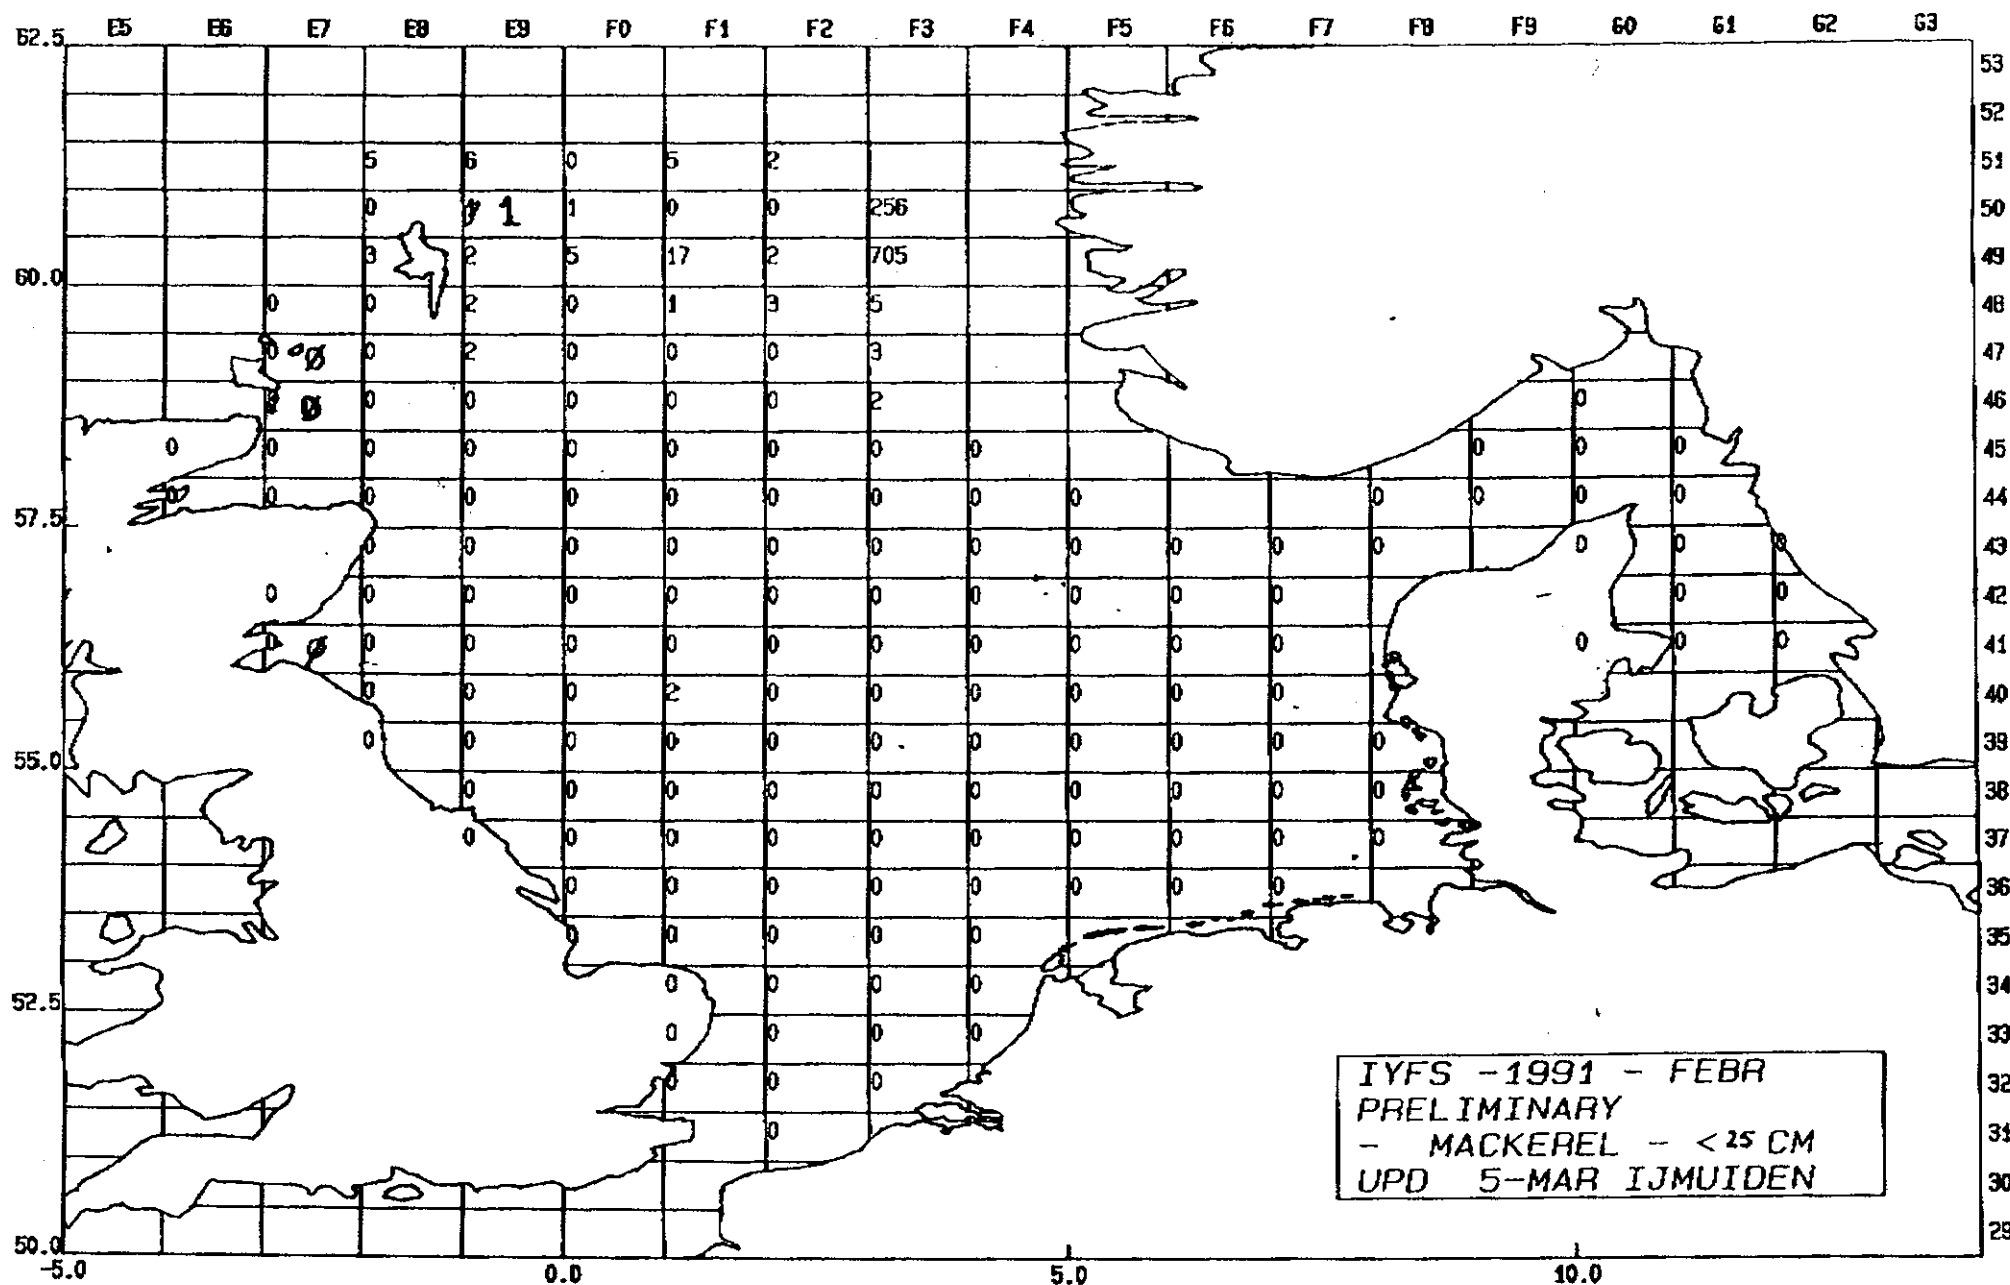 E5 E6 E7 E8 E9 F0 F1 F2 F3 F4 F5 F6 F7 F8 F9 G0 G1 G2 G3
62.5
53
52
5 6 0 5 2 51
0 1 1 0 0 256 50
3 2 5 17 2 705 49
60.0
0 0 2 0 1 3 5 48
0 0 0 2 0 0 0 3 47
0 0 0 0 0 0 2 0 46
0 0 0 0 0 0 0 0 0 0 0 0 45
0 0 0 0 0 0 0 0 0 0 0 0 0 0 44
57.5
0 0 0 0 0 0 0 0 0 0 0 0 0 0 43
0 0 0 0 0 0 0 0 0 0 0 0 0 42
0 0 0 0 0 0 0 0 0 0 0 0 0 0 0 41
0 0 0 2 0 0 0 0 0 0 40
0 0 0 0 0 0 0 0 0 0 0 39
55.0
0 0 0 0 0 0 0 0 0 0 38
0 0 0 0 0 0 0 0 0 0 37
0 0 0 0 0 0 0 0 36
0 0 0 0 0 35
0 0 0 0 34
52.5
0 0 0 0 33
0 0 0 32
0 31
30
29
50.0
-5.0 0.0 5.0 10.0
IYFS -1991 - FEBR
PRELIMINARY
- MACKEREL - <25 CM
UPD 5-MAR IJMUIDEN